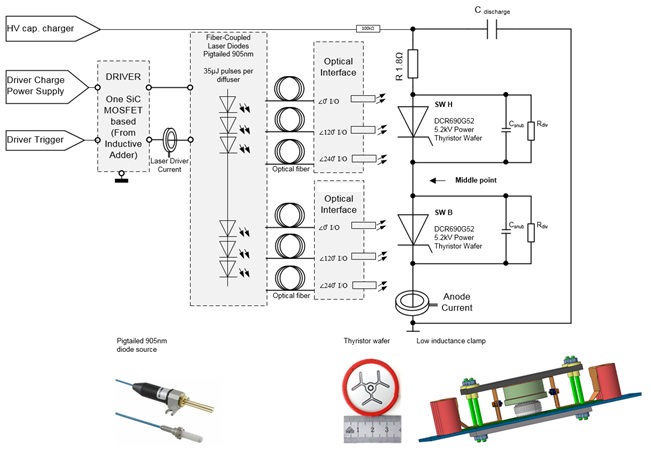 HV cap. charger
100kΩ
C discharge
Fiber-Coupled
Laser Diodes
Pigtailed 905nm
35µJ pulses per
diffuser
Driver Charge
Power Supply
DRIVER
One SiC
MOSFET
based
(From
Inductive
Adder)
Driver Trigger
Laser Driver
Current
Optical
Interface
∠0° I/O
∠120° I/O
∠240° I/O
Optical fiber
R 1.8Ω
SW H
DCR690G52
5.2kV Power
Thyristor Wafer
Csnub
Rdiv
Middle point
Optical
Interface
∠0° I/O
∠120° I/O
∠240° I/O
Optical fiber
SW B
DCR690G52
5.2kV Power
Thyristor Wafer
Csnub
Rdiv
Anode
Current
Pigtailed 905nm
diode source
Thyristor wafer
Low inductance clamp
1 2 3